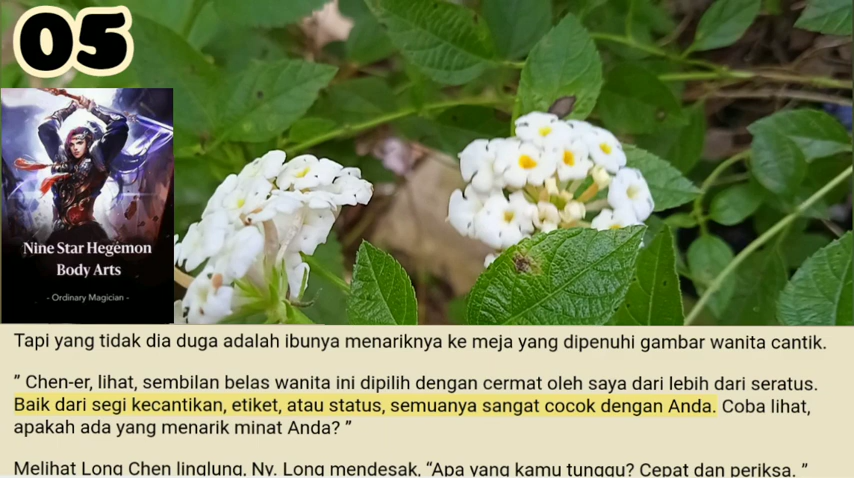 05
Nine Star Hegemon
Body Arts
- Ordinary Magician -
Tapi yang tidak dia duga adalah ibunya menariknya ke meja yang dipenuhi gambar wanita cantik.
" Chen-er, lihat, sembilan belas wanita ini dipilih dengan cermat oleh saya dari lebih dari seratus.
Baik dari segi kecantikan, etiket, atau status, semuanya sangat cocok dengan Anda. Coba lihat,
apakah ada yang menarik minat Anda? "
Melihat Long Chen linglung, Ny. Long mendesak, “Apa yang kamu tunggu? Cepat dan periksa. ”